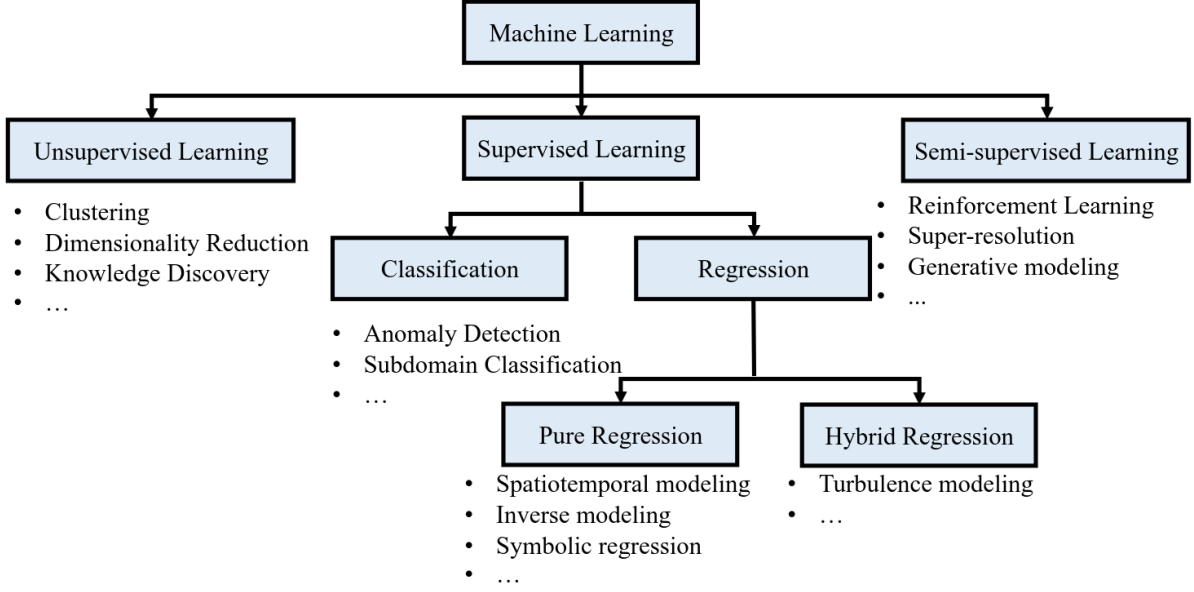 Machine Learning
Unsupervised Learning
Supervised Learning
Semi-supervised Learning
• Clustering
• Dimensionality Reduction
• Knowledge Discovery
• …
• Reinforcement Learning
• Super-resolution
• Generative modeling
• ...
Classification
Regression
• Anomaly Detection
• Subdomain Classification
• …
Pure Regression
Hybrid Regression
• Spatiotemporal modeling
• Inverse modeling
• Symbolic regression
• …
• Turbulence modeling
• …